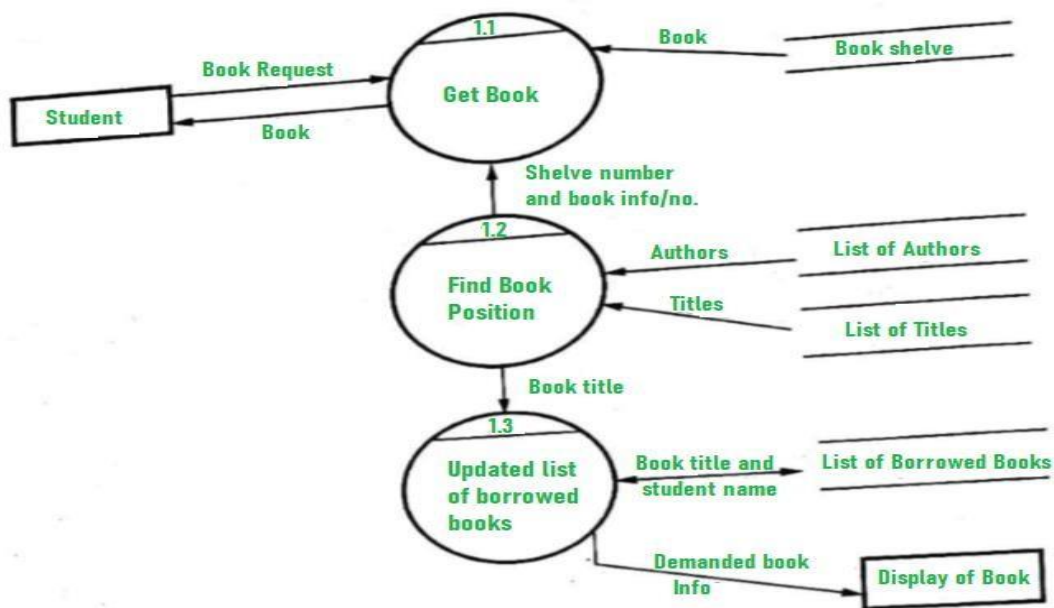 1.1
Book
Book shelve
Book Request
Get Book
Student
Book
Shelve number
and book info/no.
1.2
Authors
List of Authors
Find Book
Position
Titles
List of Titles
Book title
1.3
Updated list
of borrowed
books
Book title and
student name
List of Borrowed Books
Demanded book
Info
Display of Book